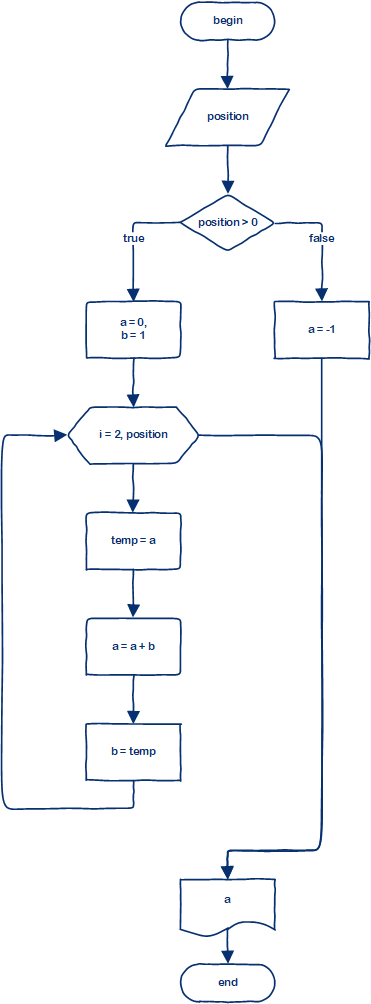 begin
position
position > 0
true
false
a = 0,
b = 1
a = -1
i = 2, position
temp = a
a = a + b
b = temp
a
end